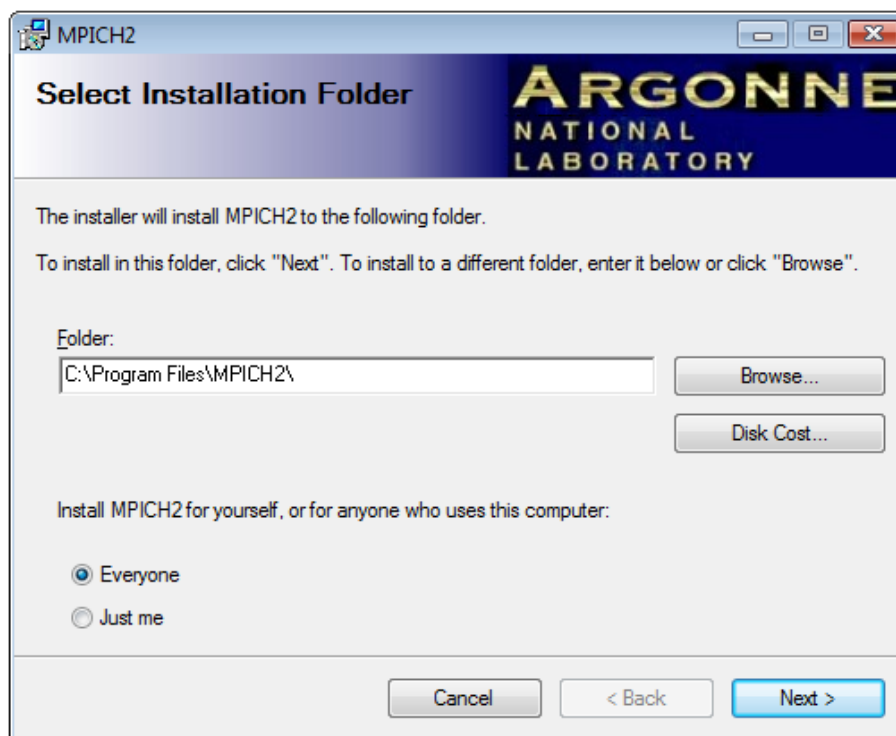 MPICH2
Select Installation Folder
ARGONNE
NATIONAL
LABORATORY
The installer will install MPICH2 to the following folder.
To install in this folder, click "Next". To install to a different folder, enter it below or click "Browse".
Folder:
C:\Program Files\MPICH2\
Browse...
Disk Cost...
Install MPICH2 for yourself, or for anyone who uses this computer:
Everyone
Just me
Cancel
< Back
Next >